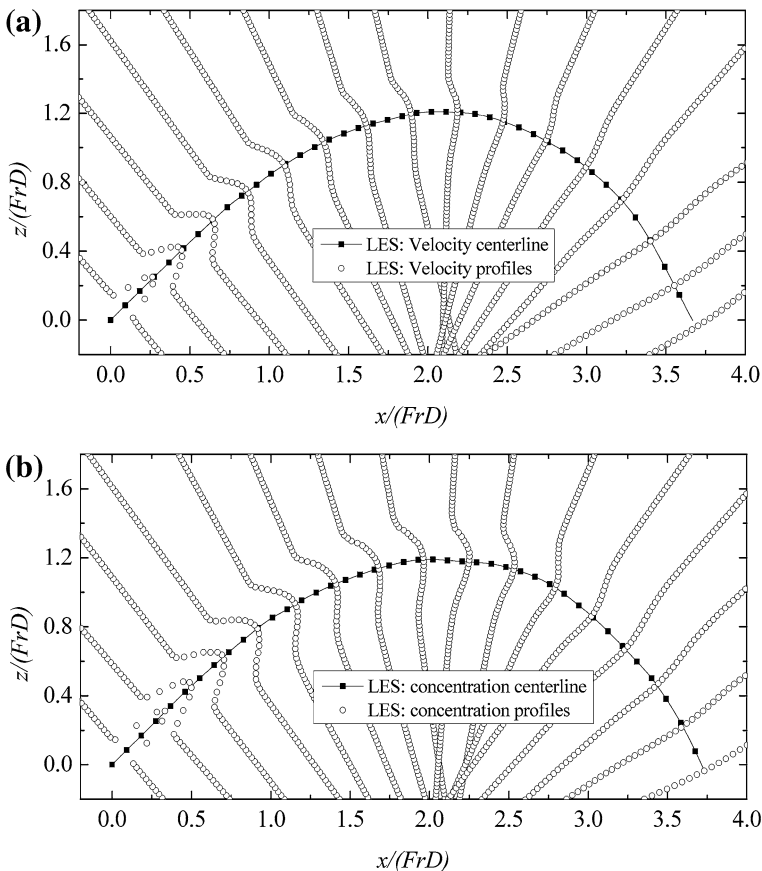 (a)
1.6
1.2
0.8
0.4
0.0
z/(FrD)
LES: Velocity centerline
LES: Velocity profiles
0.0 0.5 1.0 1.5 2.0 2.5 3.0 3.5 4.0
x/(FrD)
(b)
1.6
1.2
0.8
0.4
0.0
z/(FrD)
LES: concentration centerline
LES: concentration profiles
0.0 0.5 1.0 1.5 2.0 2.5 3.0 3.5 4.0
x/(FrD)